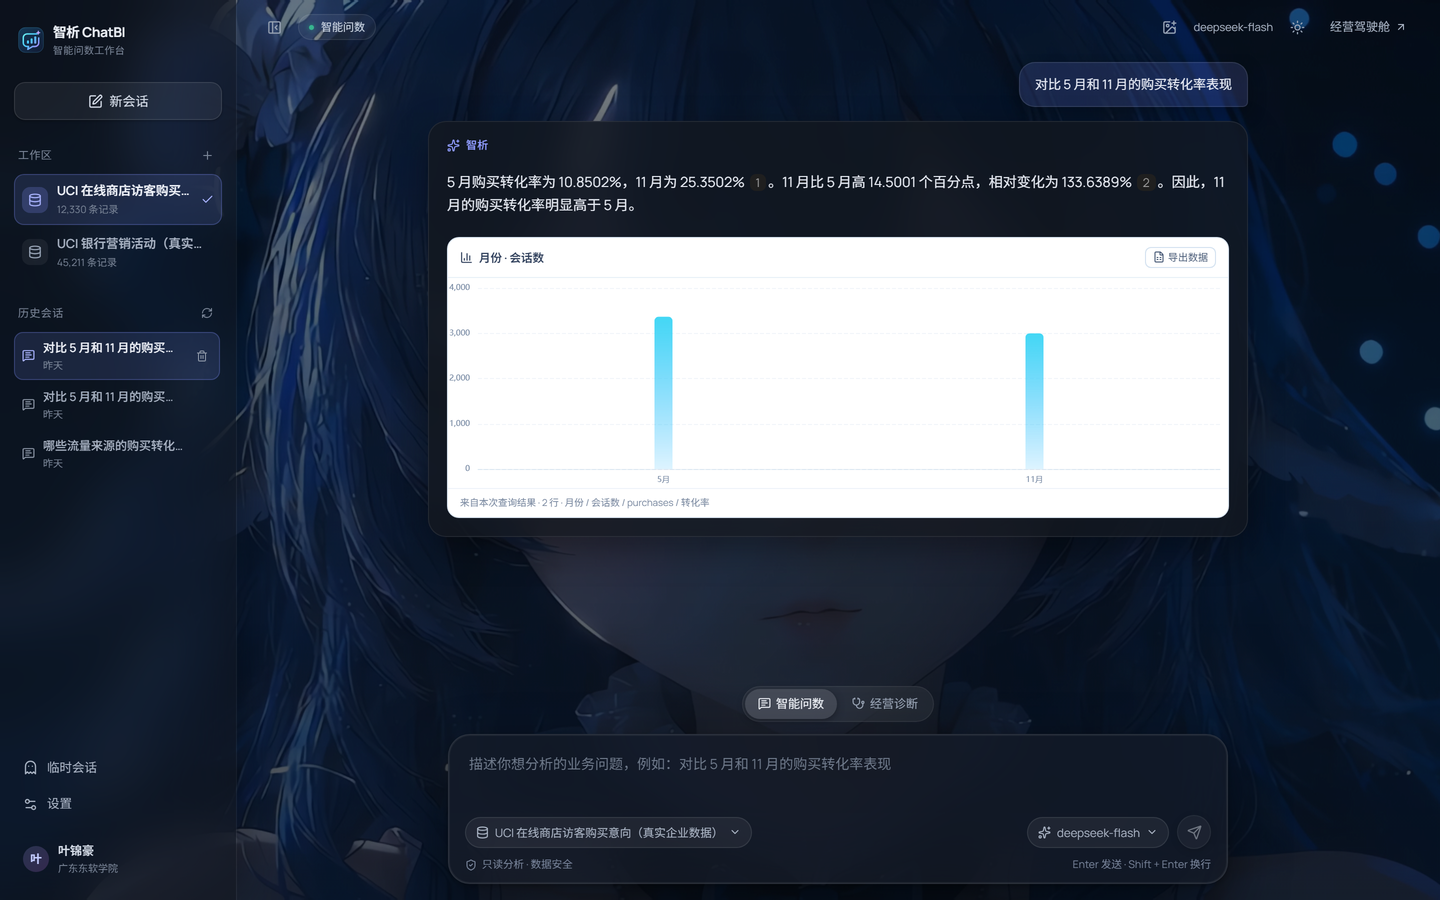 智析 ChatBI
智能问数工作台
新会话
工作区
UCI 在线商店访客购买...
12,330 条记录
UCI 银行营销活动（真实...
45,211 条记录
历史会话
对比 5 月和 11 月的购买...
昨天
对比 5 月和 11 月的购买...
昨天
哪些流量来源的购买转化...
昨天
临时会话
设置
叶
叶锦豪
广东东软学院
智能问数
deepseek-flash
经营驾驶舱
对比 5 月和 11 月的购买转化率表现
智析
5 月购买转化率为 10.8502%，11 月为 25.3502% 1 。11 月比 5 月高 14.5001 个百分点，相对变化为 133.6389% 2 。因此，11
月的购买转化率明显高于 5 月。
月份 · 会话数
导出数据
4,000
3,000
2,000
1,000
0
5月
11月
来自本次查询结果 · 2 行 · 月份 / 会话数 / purchases / 转化率
智能问数
经营诊断
描述你想分析的业务问题，例如：对比 5 月和 11 月的购买转化率表现
UCI 在线商店访客购买意向（真实企业数据）
deepseek-flash
只读分析 · 数据安全
Enter 发送 · Shift + Enter 换行